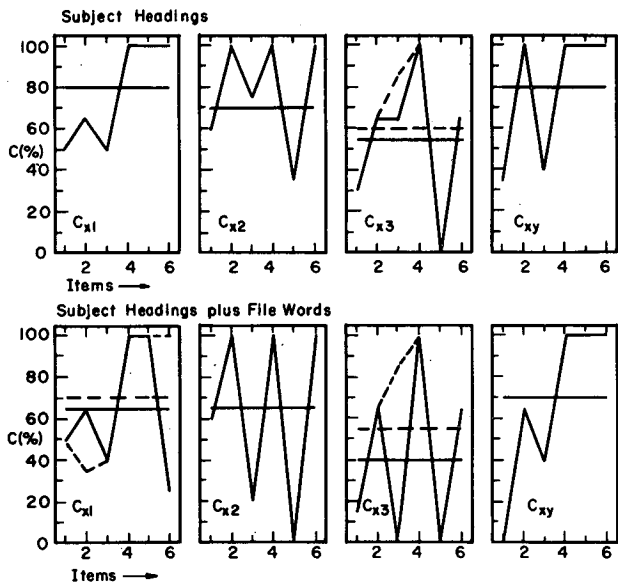 Subject Headings
100
80
60
C(%)
40
20
0
Cx1
Cx2
Cx3
Cxy
2 4 6 2 4 6 2 4 6 2 4 6
Items →
Subject Headings plus File Words
100
80
60
C(%)
40
20
0
Cx1
Cx2
Cx3
Cxy
2 4 6 2 4 6 2 4 6 2 4 6
Items →